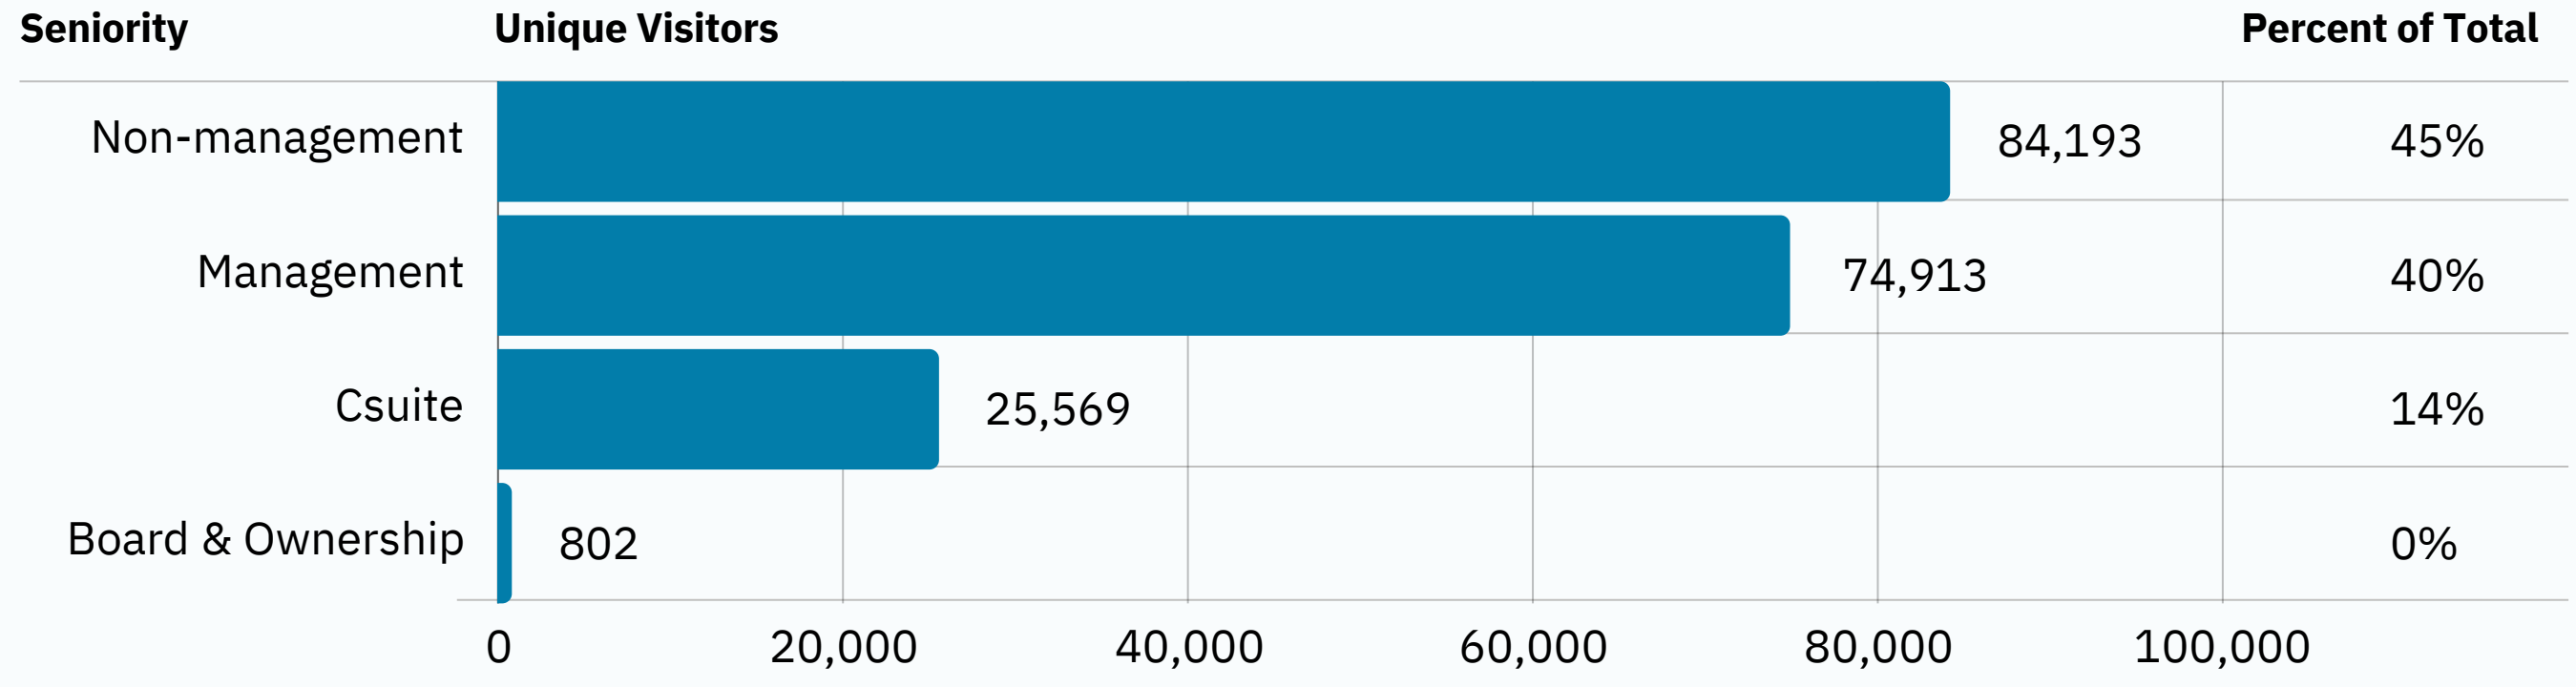 Seniority Unique Visitors Percent of Total
Non-management 84,193 45%
Management 74,913 40%
Csuite 25,569 14%
Board & Ownership 802 0%
0 20,000 40,000 60,000 80,000 100,000